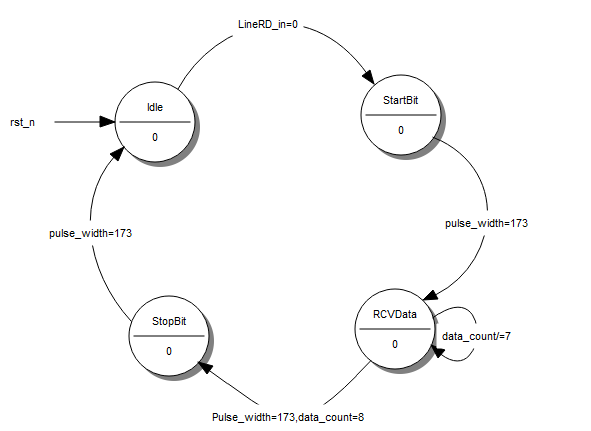 LineRD_in=0
Idle
0
StartBit
0
rst_n
pulse_width=173
pulse_width=173
StopBit
0
RCVData
0
data_count/=7
Pulse_width=173,data_count=8